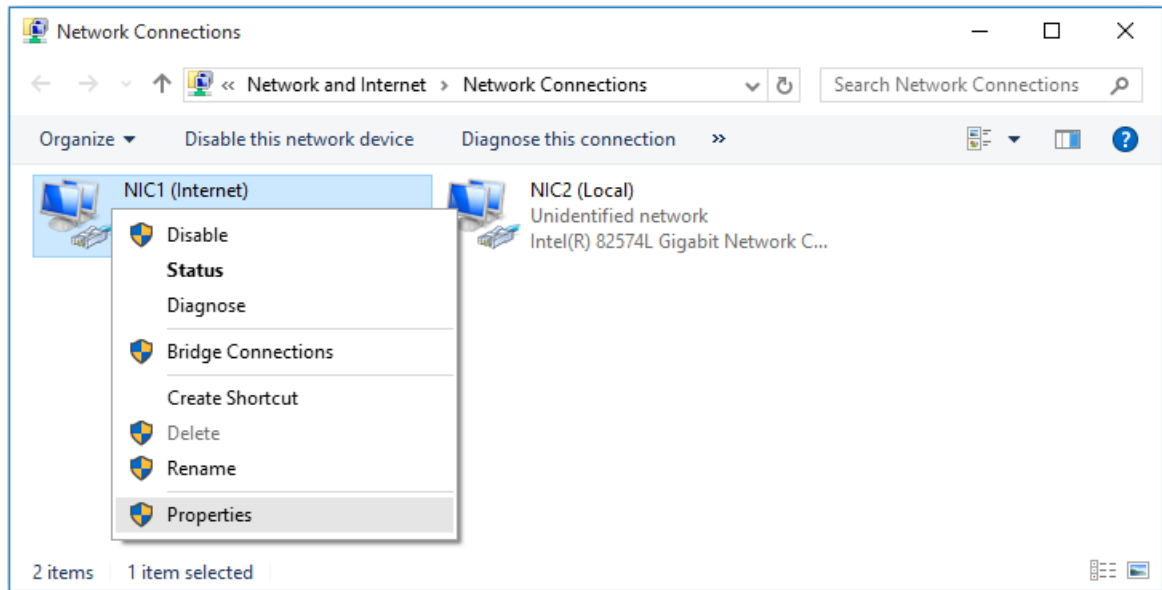 Network Connections
« Network and Internet > Network Connections
Search Network Connections
Organize
Disable this network device
Diagnose this connection
»
?
NIC1 (Internet)
NIC2 (Local)
Unidentified network
Intel(R) 82574L Gigabit Network C...
Disable
Status
Diagnose
Bridge Connections
Create Shortcut
Delete
Rename
Properties
2 items
1 item selected